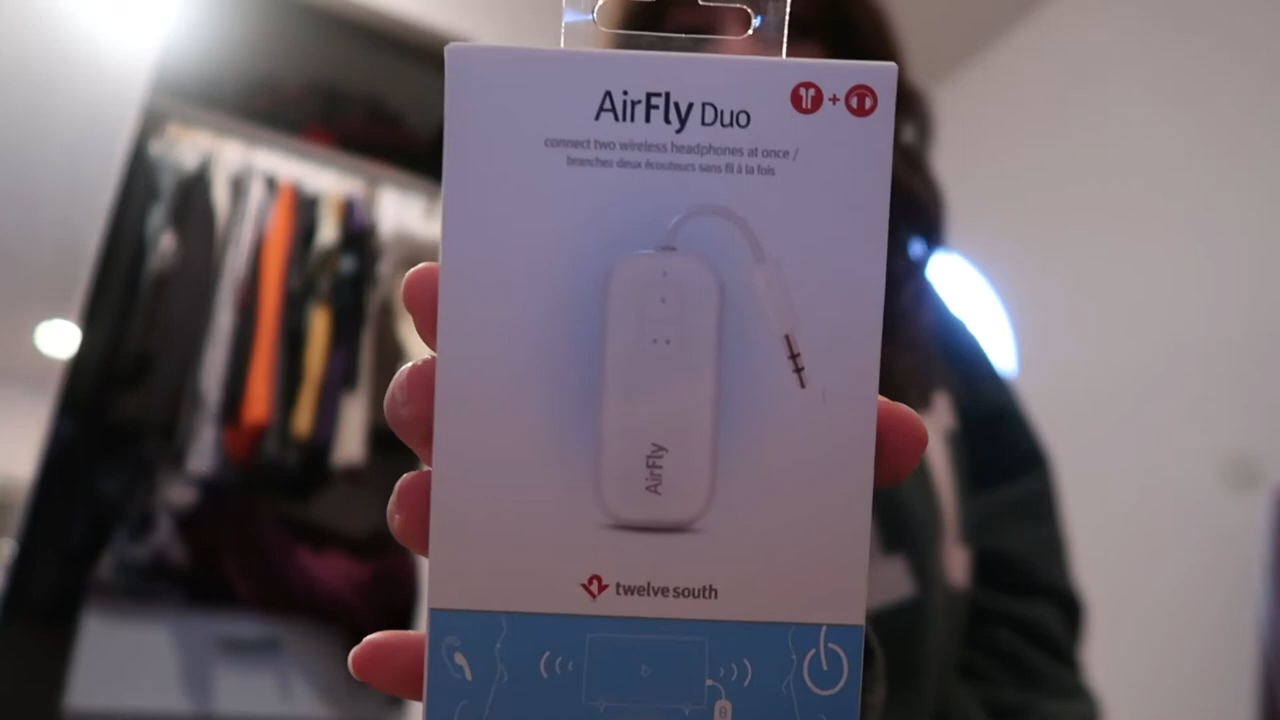 AirFly Duo
connect two wireless headphones at once /
branchez deux écouteurs sans fil à la fois
AirFly
twelve south